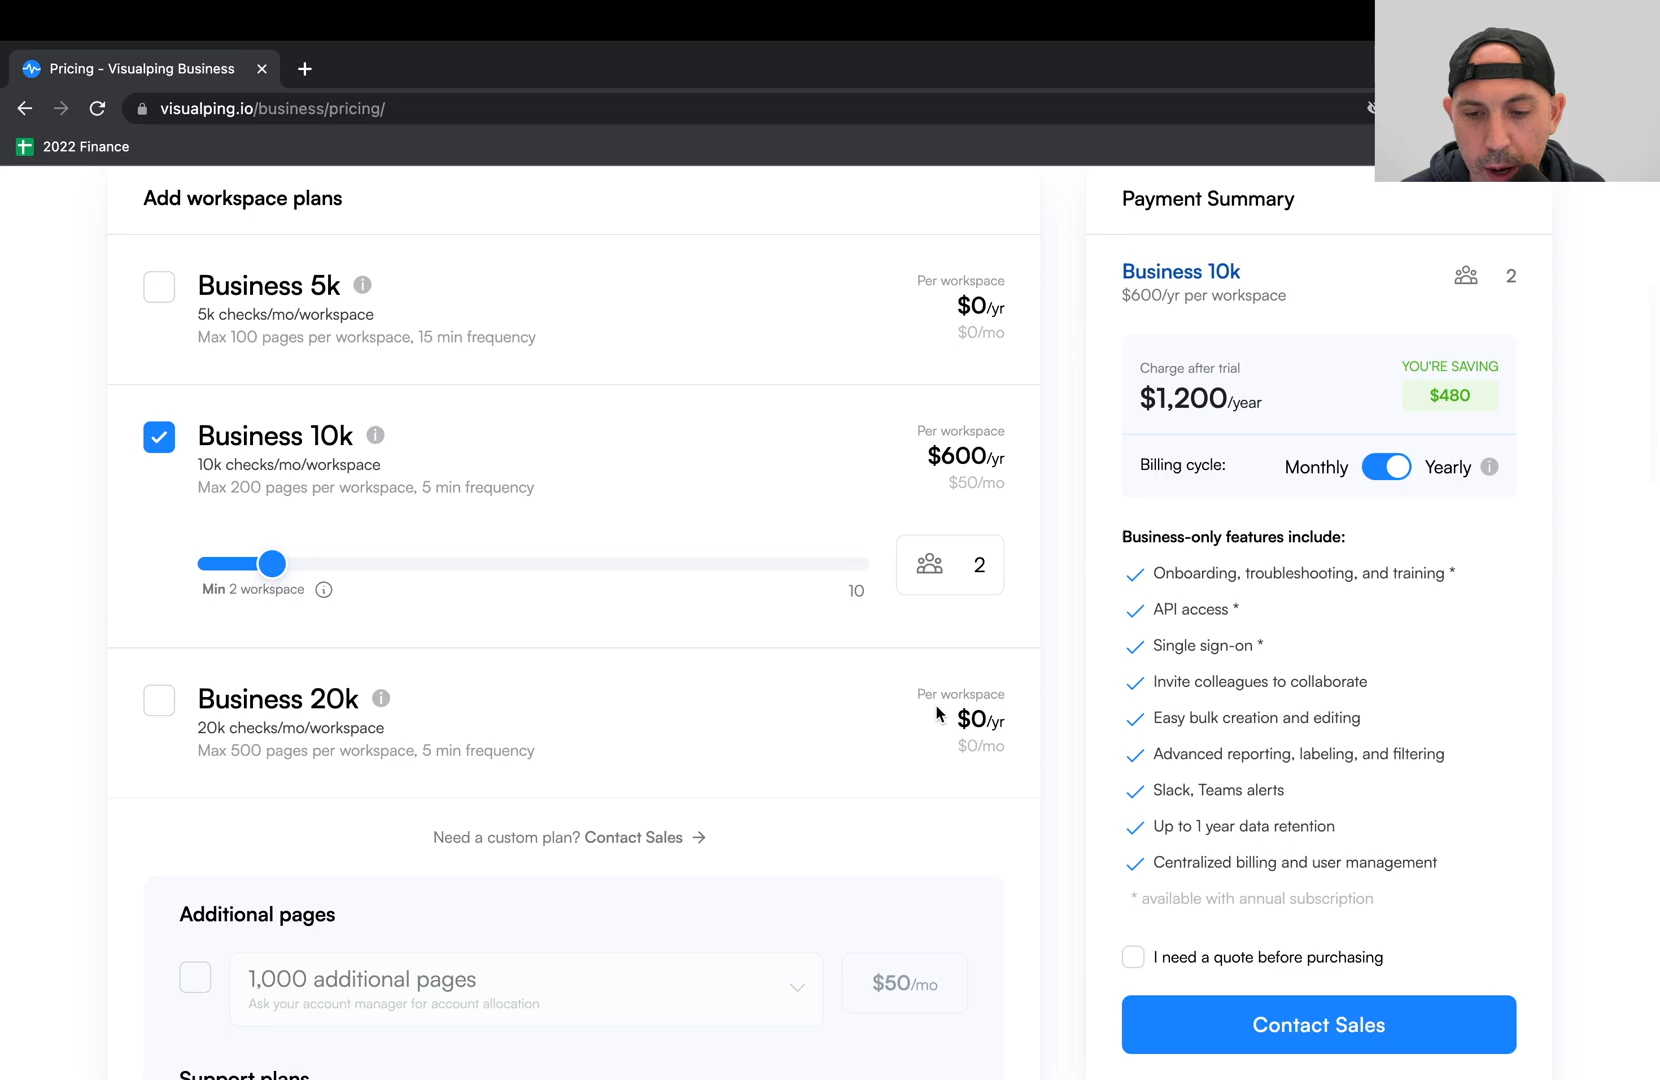 Pricing - Visualping Business
visualping.io/business/pricing/
2022 Finance
Add workspace plans
Business 5k
5k checks/mo/workspace
Max 100 pages per workspace, 15 min frequency
Per workspace
$0/yr
$0/mo
Business 10k
10k checks/mo/workspace
Max 200 pages per workspace, 5 min frequency
Per workspace
$600/yr
$50/mo
Min 2 workspace
10
2
Business 20k
20k checks/mo/workspace
Max 500 pages per workspace, 5 min frequency
Per workspace
$0/yr
$0/mo
Need a custom plan? Contact Sales →
Additional pages
1,000 additional pages
Ask your account manager for account allocation
$50/mo
Support plans
Payment Summary
Business 10k
2
$600/yr per workspace
Charge after trial
$1,200/year
YOU'RE SAVING
$480
Billing cycle:
Monthly
Yearly
Business-only features include:
Onboarding, troubleshooting, and training *
API access *
Single sign-on *
Invite colleagues to collaborate
Easy bulk creation and editing
Advanced reporting, labeling, and filtering
Slack, Teams alerts
Up to 1 year data retention
Centralized billing and user management
* available with annual subscription
I need a quote before purchasing
Contact Sales